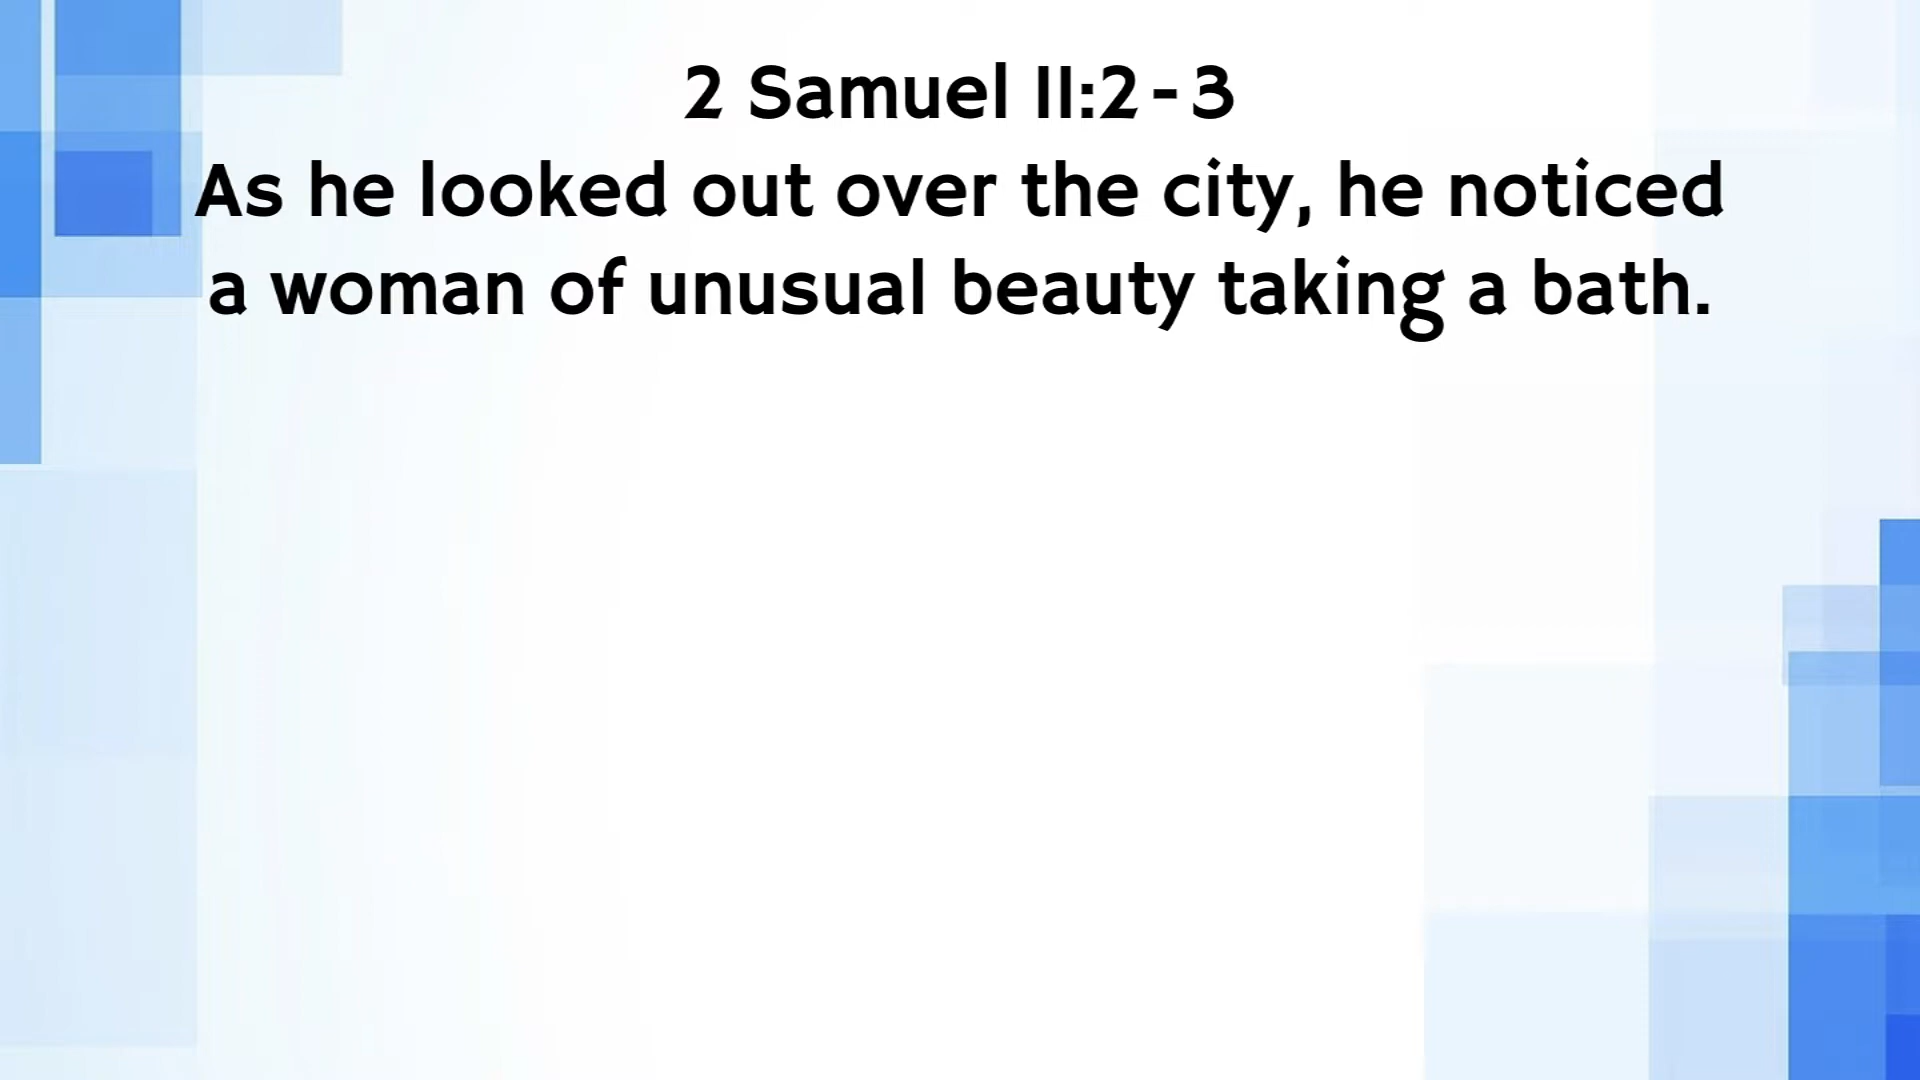 2 Samuel 11:2-3
As he looked out over the city, he noticed
a woman of unusual beauty taking a bath.